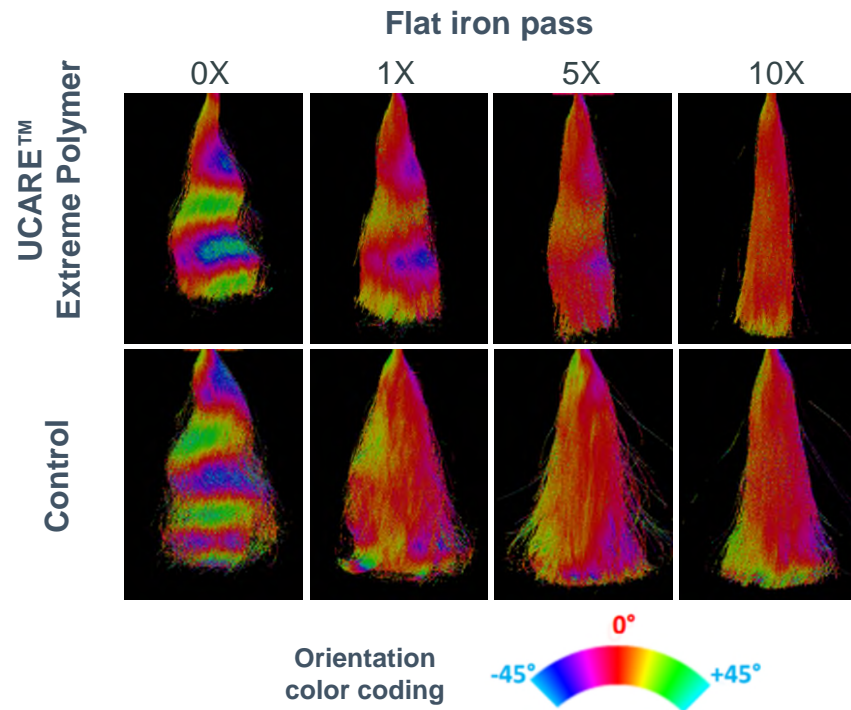 Flat iron pass
0X 1X 5X 10X
UCARE™
Extreme Polymer
Control
Orientation
color coding
-45°
0°
+45°